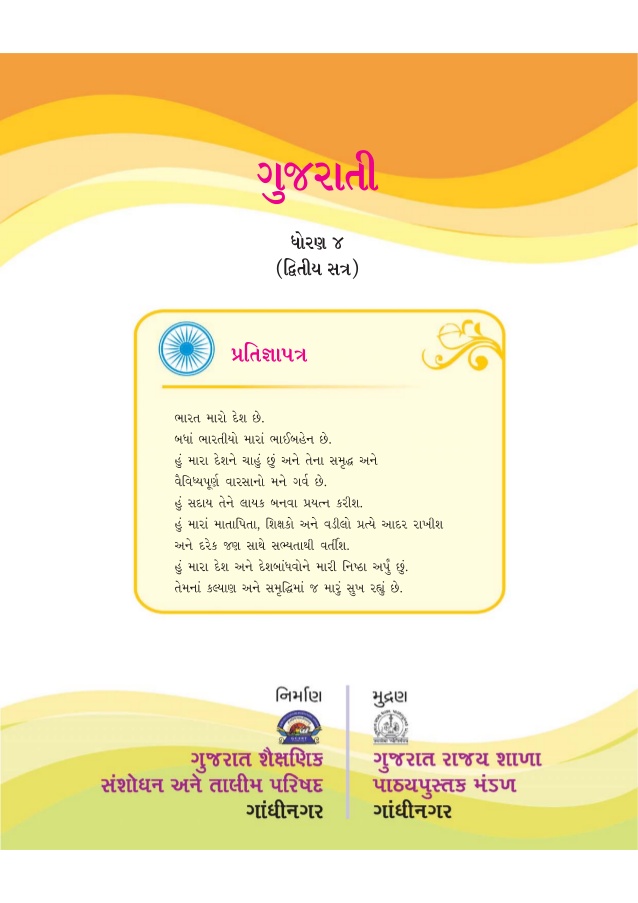 ગુજરાતી
ધોરણ ૪
(દ્વિતીય સત્ર)
પ્રતિજ્ઞાપત્ર
ભારત મારો દેશ છે.
બધાં ભારતીયો મારાં ભાઈબહેન છે.
હું મારા દેશને ચાહું છું અને તેના સમૃદ્ધ અને
વૈવિધ્યપૂર્ણ વારસાનો મને ગર્વ છે.
હું સદાય તેને લાયક બનવા પ્રયત્ન કરીશ.
હું મારાં માતાપિતા, શિક્ષકો અને વડીલો પ્રત્યે આદર રાખીશ
અને દરેક જણ સાથે સભ્યતાથી વર્તીશ.
હું મારા દેશ અને દેશબાંધવોને મારી નિષ્ઠા અર્પું છું.
તેમનાં કલ્યાણ અને સમૃદ્ધિમાં જ મારું સુખ રહ્યું છે.
નિર્માણ
ગુજરાત શૈક્ષણિક
સંશોધન અને તાલીમ પરિષદ
ગાંધીનગર
મુદ્રણ
ગુજરાત રાજય શાળા
પાઠયપુસ્તક મંડળ
ગાંધીનગર